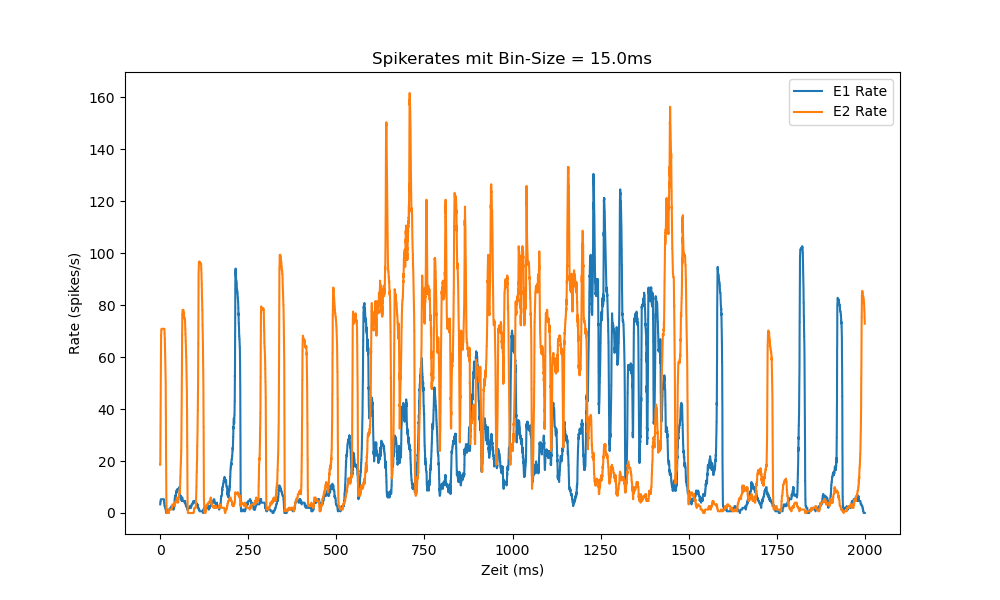 Spikerates mit Bin-Size = 15.0ms
E1 Rate
E2 Rate
Rate (spikes/s)
160
140
120
100
80
60
40
20
0
0 250 500 750 1000 1250 1500 1750 2000
Zeit (ms)